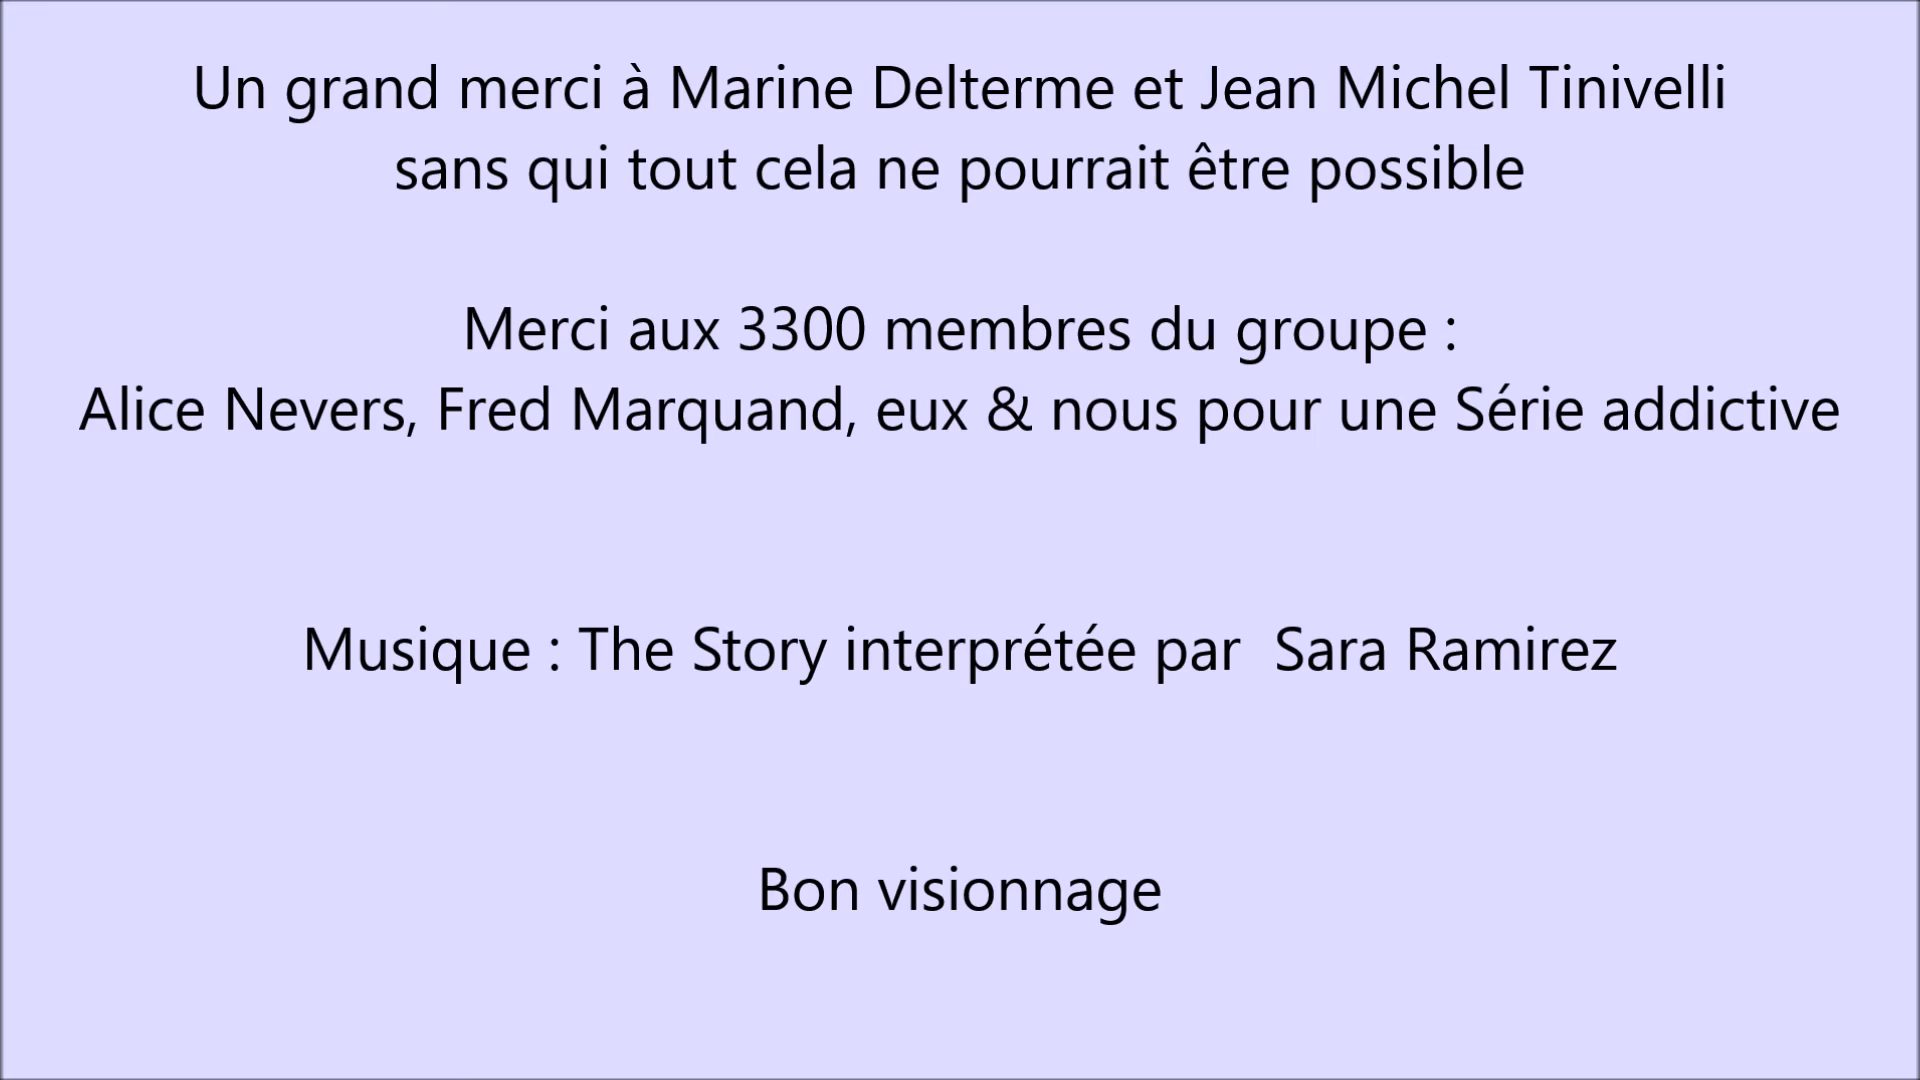 Un grand merci à Marine Delterme et Jean Michel Tinivelli
sans qui tout cela ne pourrait être possible
Merci aux 3300 membres du groupe :
Alice Nevers, Fred Marquand, eux & nous pour une Série addictive
Musique : The Story interprétée par  Sara Ramirez
Bon visionnage